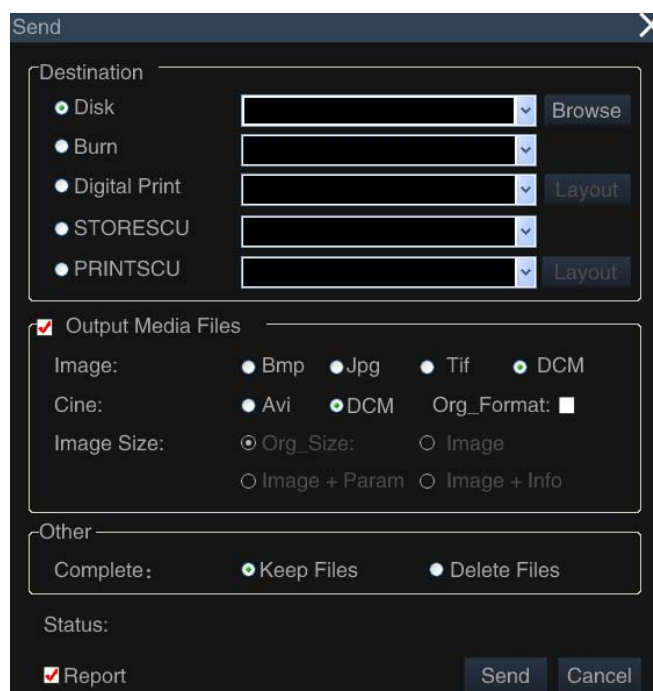 Send
Destination
Disk Browse
Burn
Digital Print Layout
STORESCU
PRINTSCU Layout
Output Media Files
Image: Bmp Jpg Tif DCM
Cine: Avi DCM Org_Format:
Image Size: Org_Size: Image
Image + Param Image + Info
Other
Complete: Keep Files Delete Files
Status:
Report Send Cancel